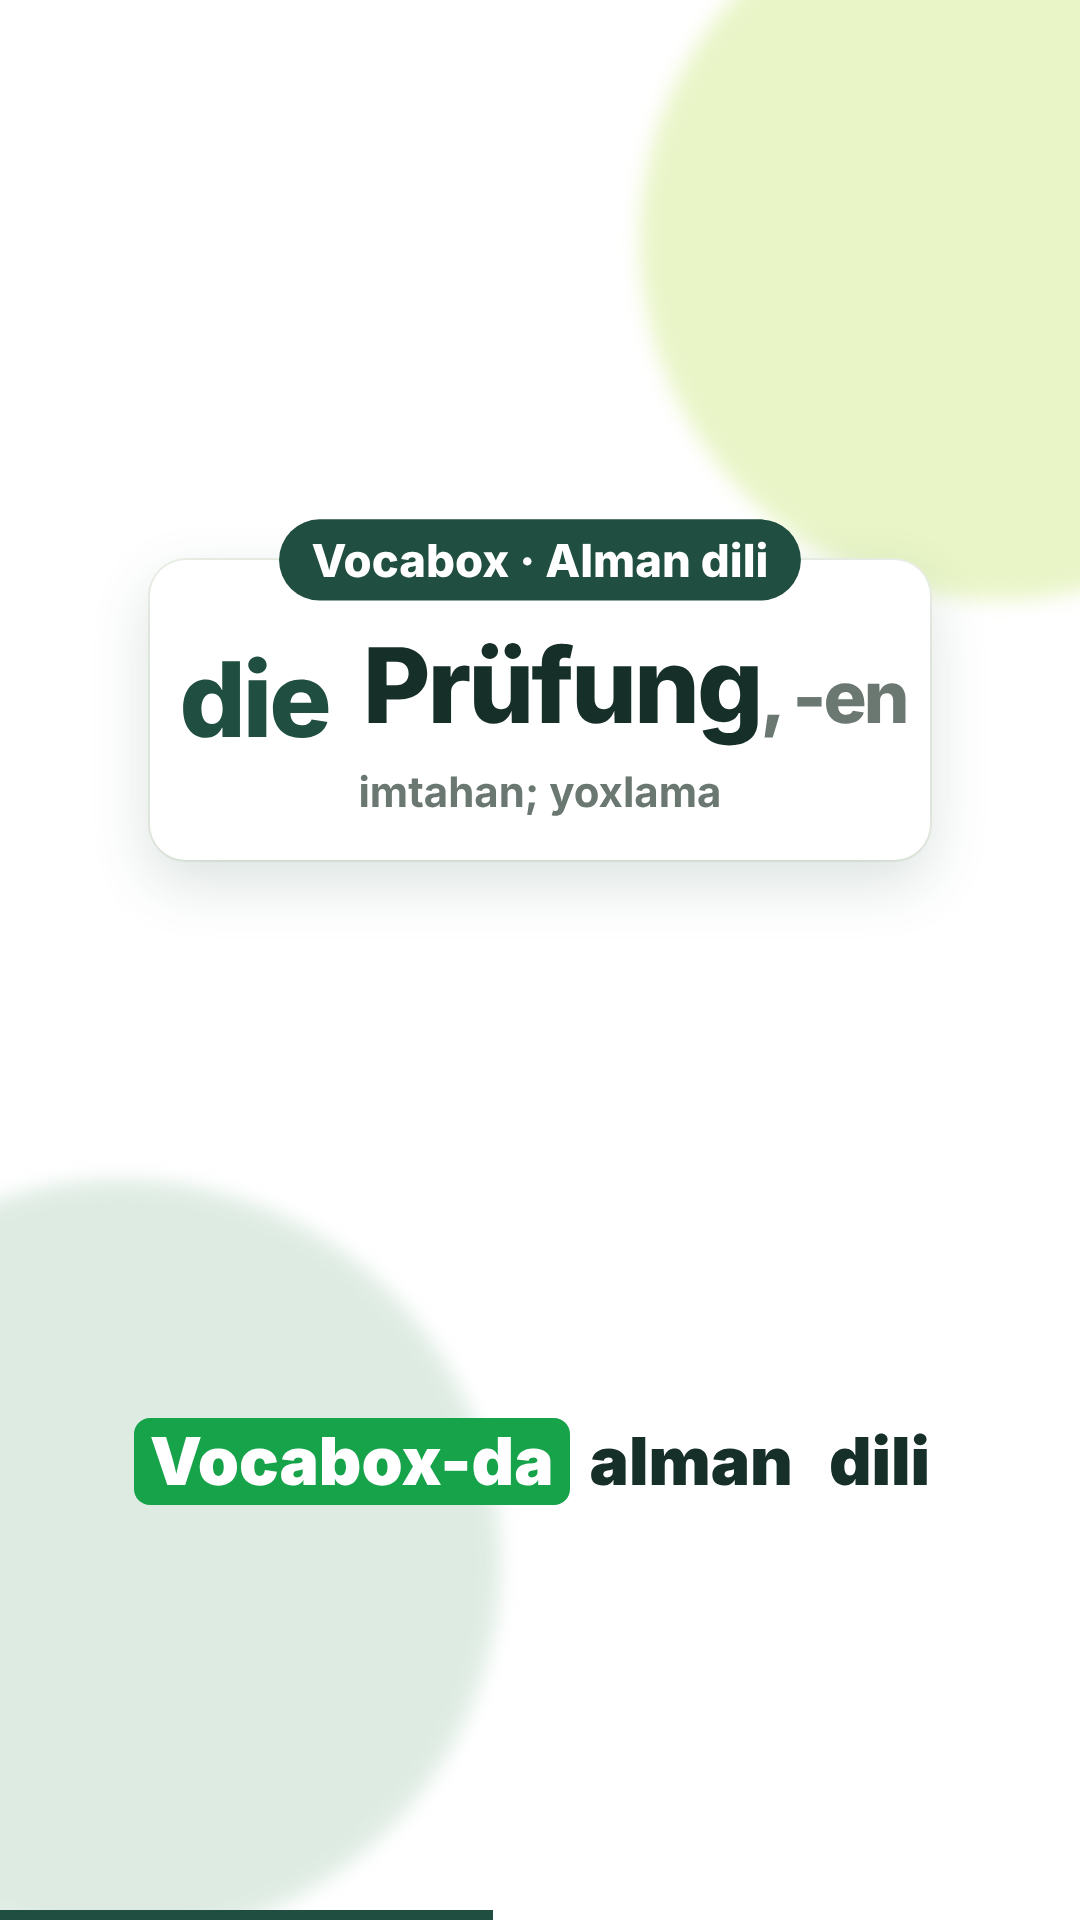 Vocabox · Alman dili
die Prüfung, -en
imtahan; yoxlama
Vocabox-da alman dili